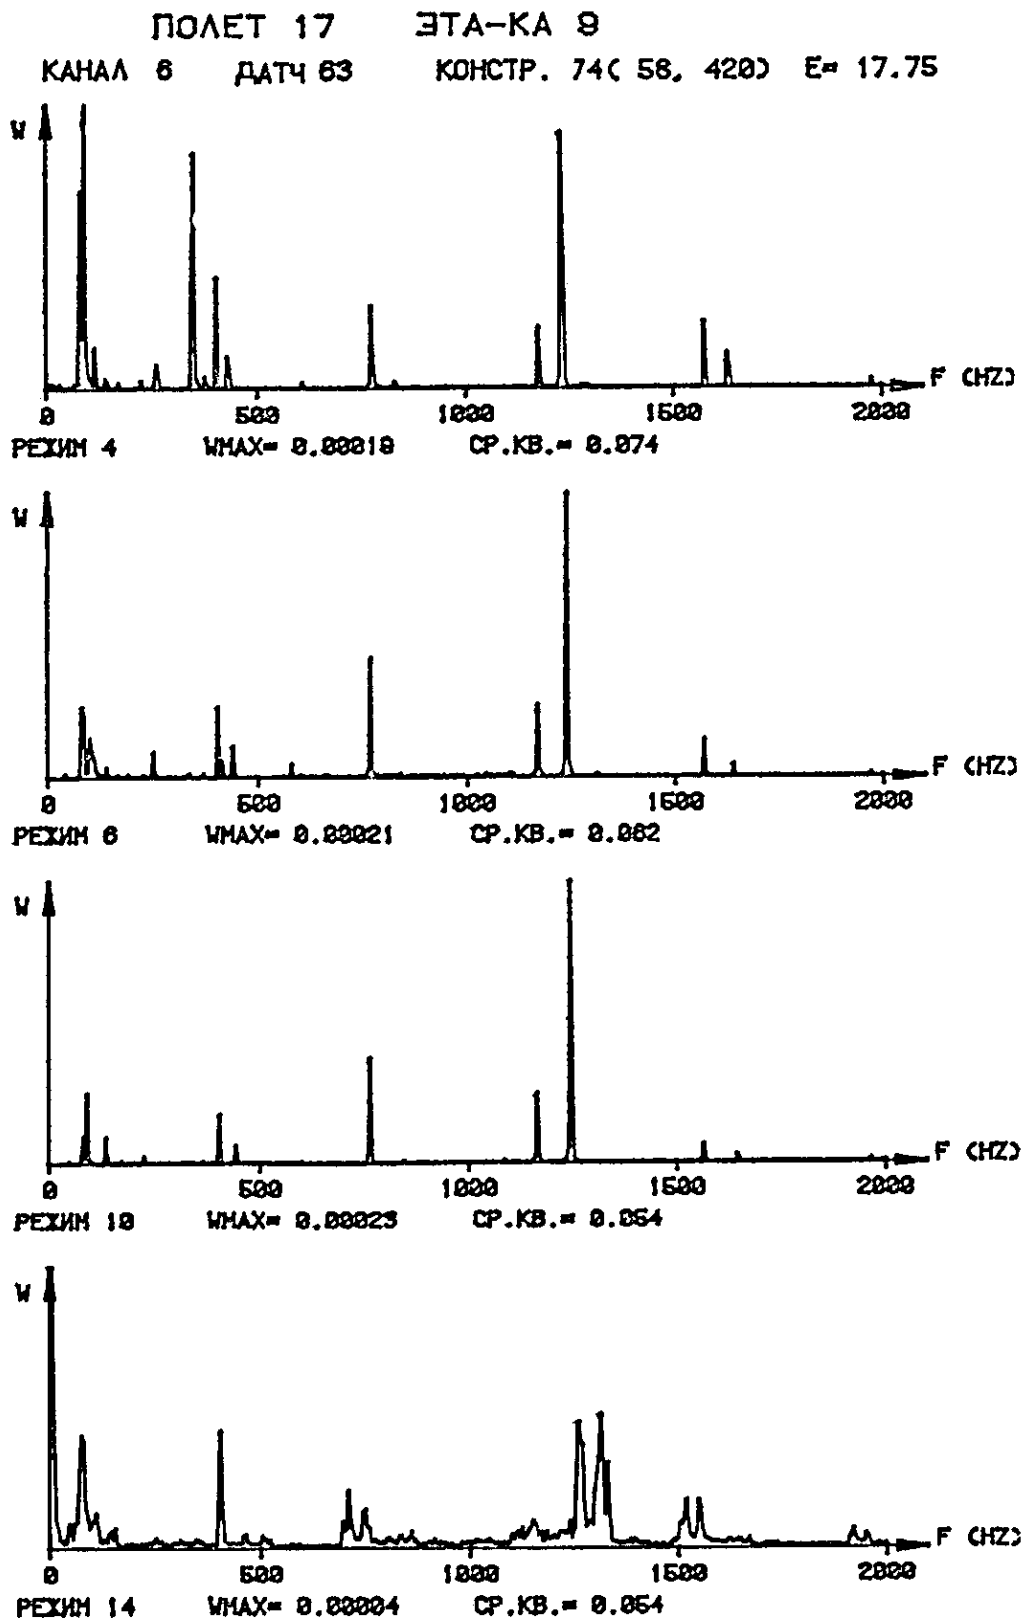 ПОЛЕТ 17 ЭТА-КА 9
КАНАЛ 6 ДАТЧ 63 КОНСТР. 74( 58, 420) E= 17.75
W
F (HZ)
0 500 1000 1500 2000
РЕЖИМ 4 WMAX= 0.00019 СР.КВ.= 0.074
W
F (HZ)
0 500 1000 1500 2000
РЕЖИМ 6 WMAX= 0.00021 СР.КВ.= 0.062
W
F (HZ)
0 500 1000 1500 2000
РЕЖИМ 10 WMAX= 0.00023 СР.КВ.= 0.054
W
F (HZ)
0 500 1000 1500 2000
РЕЖИМ 14 WMAX= 0.00004 СР.КВ.= 0.054